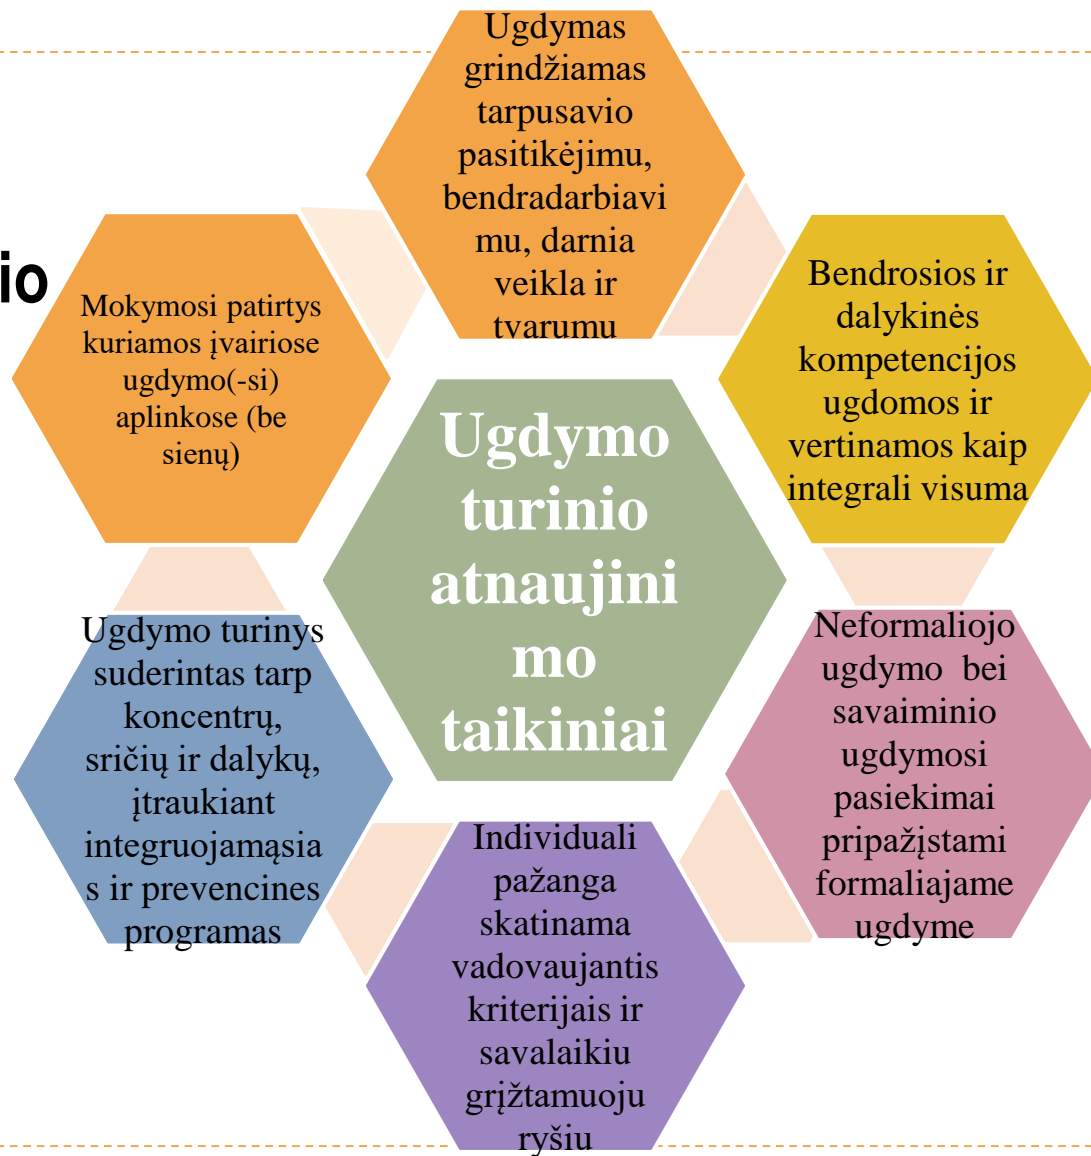 Ugdymas
grindžiamas
tarpusavio
pasitikėjimu,
bendradarbiavi
mu, darnia
veikla ir
tvarumu
io
Mokymosi patirtys
kuriamos įvairiose
ugdymo(-si)
aplinkose (be
sienų)
Bendrosios ir
dalykinės
kompetencijos
ugdomos ir
vertinamos kaip
integrali visuma
Ugdymo
turinio
atnaujini
mo
taikiniai
Ugdymo turinys
suderintas tarp
koncentrų,
sričių ir dalykų,
įtraukiant
integruojamąsia
s ir prevencines
programas
Neformaliojo
ugdymo  bei
savaiminio
ugdymosi
pasiekimai
pripažįstami
formaliajame
ugdyme
Individuali
pažanga
skatinama
vadovaujantis
kriterijais ir
savalaikiu
grįžtamuoju
ryšiu